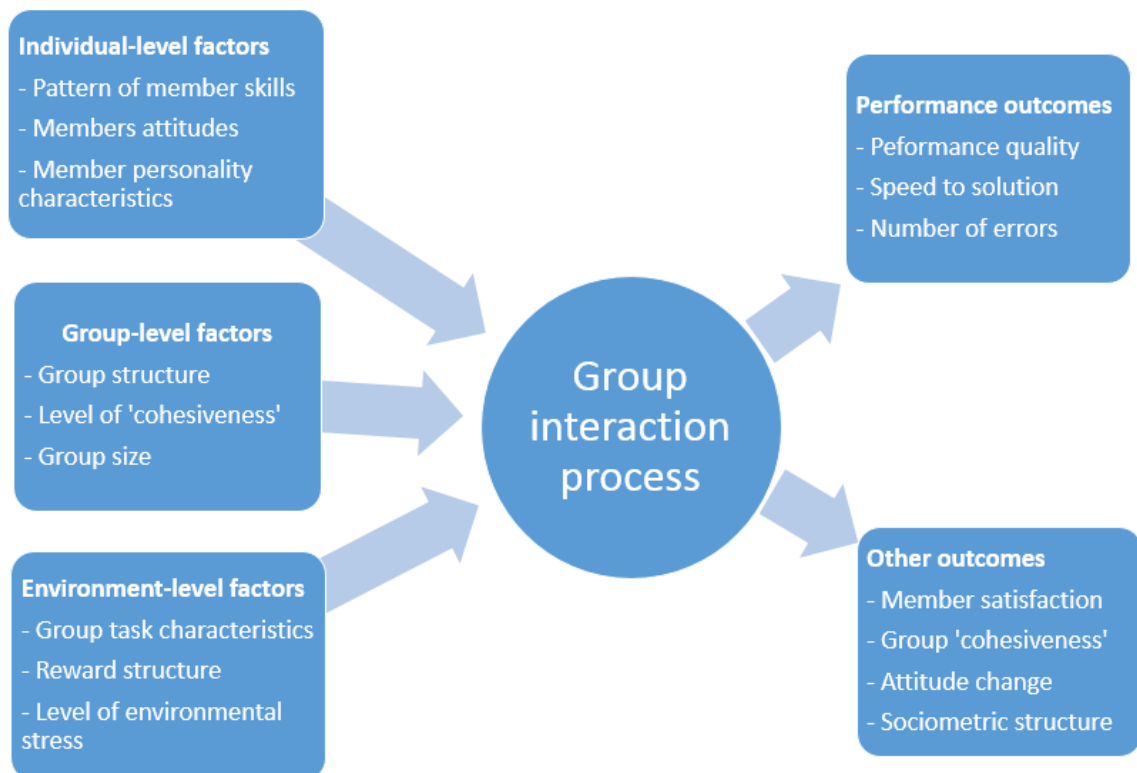 Individual-level factors
- Pattern of member skills
- Members attitudes
- Member personality
characteristics
Group-level factors
- Group structure
- Level of 'cohesiveness'
- Group size
Environment-level factors
- Group task characteristics
- Reward structure
- Level of environmental
stress
Group
interaction
process
Performance outcomes
- Peformance quality
- Speed to solution
- Number of errors
Other outcomes
- Member satisfaction
- Group 'cohesiveness'
- Attitude change
- Sociometric structure